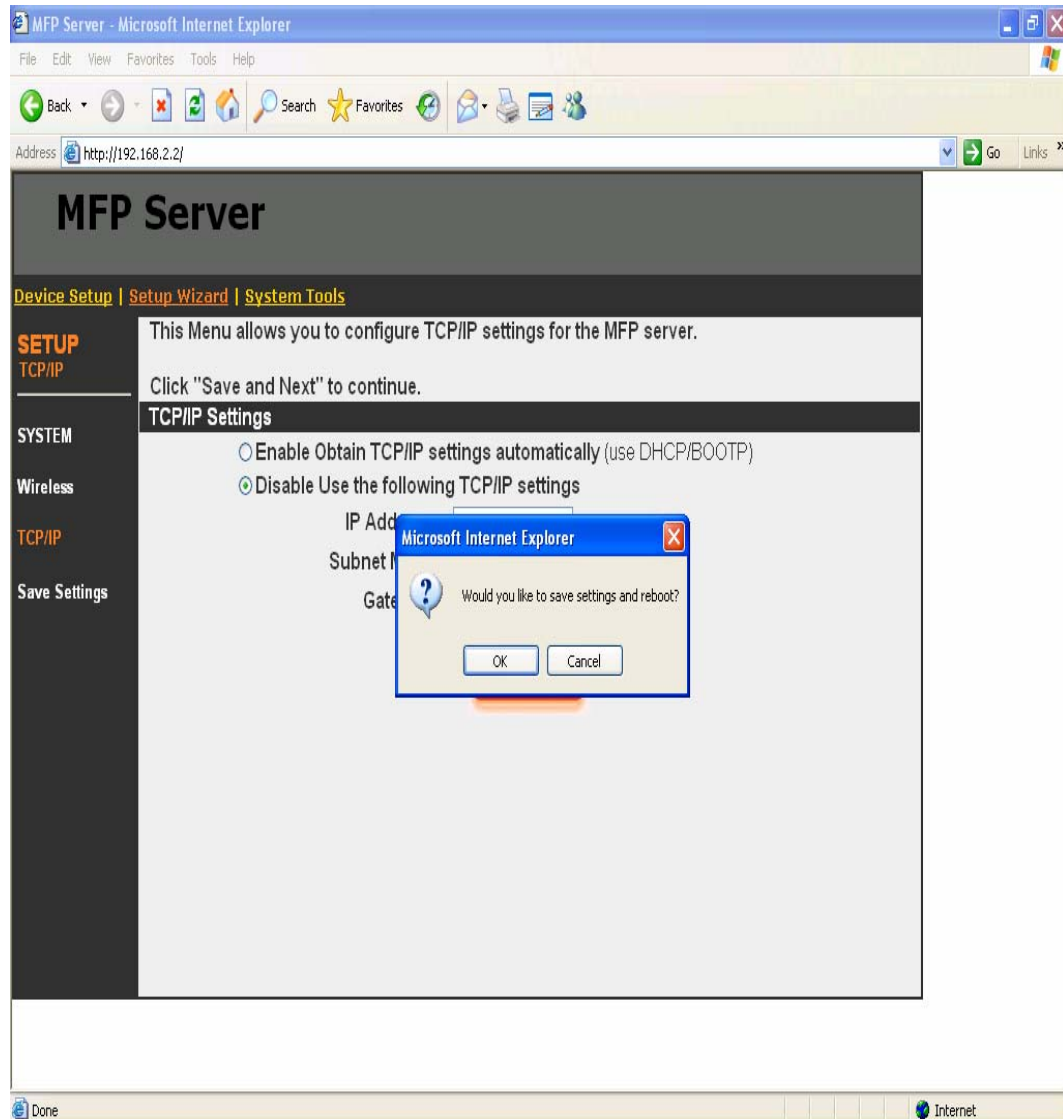 MFP Server - Microsoft Internet Explorer
File Edit View Favorites Tools Help
Back Search Favorites
Address http://192.168.2.2/ Go Links »
MFP Server
Device Setup | Setup Wizard | System Tools
SETUP
TCP/IP
SYSTEM
Wireless
TCP/IP
Save Settings
This Menu allows you to configure TCP/IP settings for the MFP server.
Click "Save and Next" to continue.
TCP/IP Settings
Enable Obtain TCP/IP settings automatically (use DHCP/BOOTP)
Disable Use the following TCP/IP settings
IP Add
Subnet
Gate
Microsoft Internet Explorer
Would you like to save settings and reboot?
OK Cancel
Done Internet